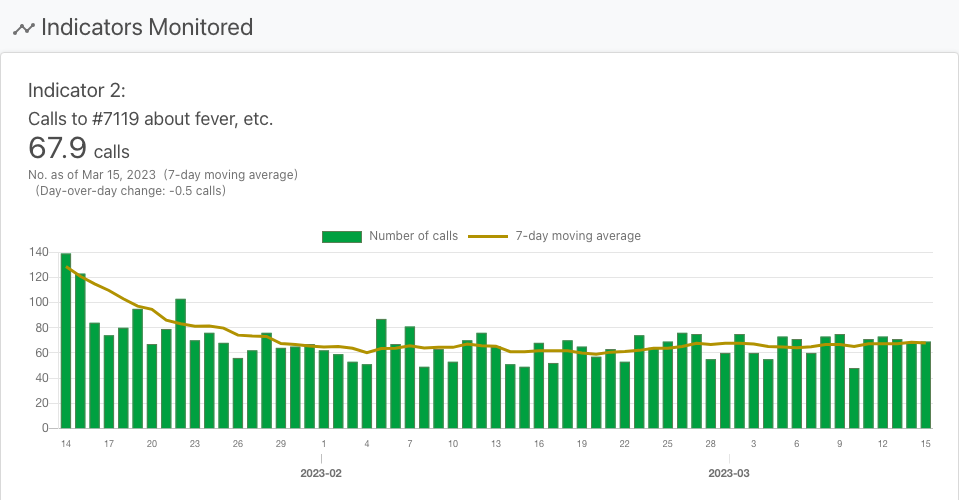 Indicators Monitored
Indicator 2:
Calls to #7119 about fever, etc.
67.9 calls
No. as of Mar 15, 2023 (7-day moving average)
(Day-over-day change: -0.5 calls)
Number of calls 7-day moving average
140
120
100
80
60
40
20
0
14 17 20 23 26 29 1 4 7 10 13 16 19 22 25 28 3 6 9 12 15
2023-02 2023-03